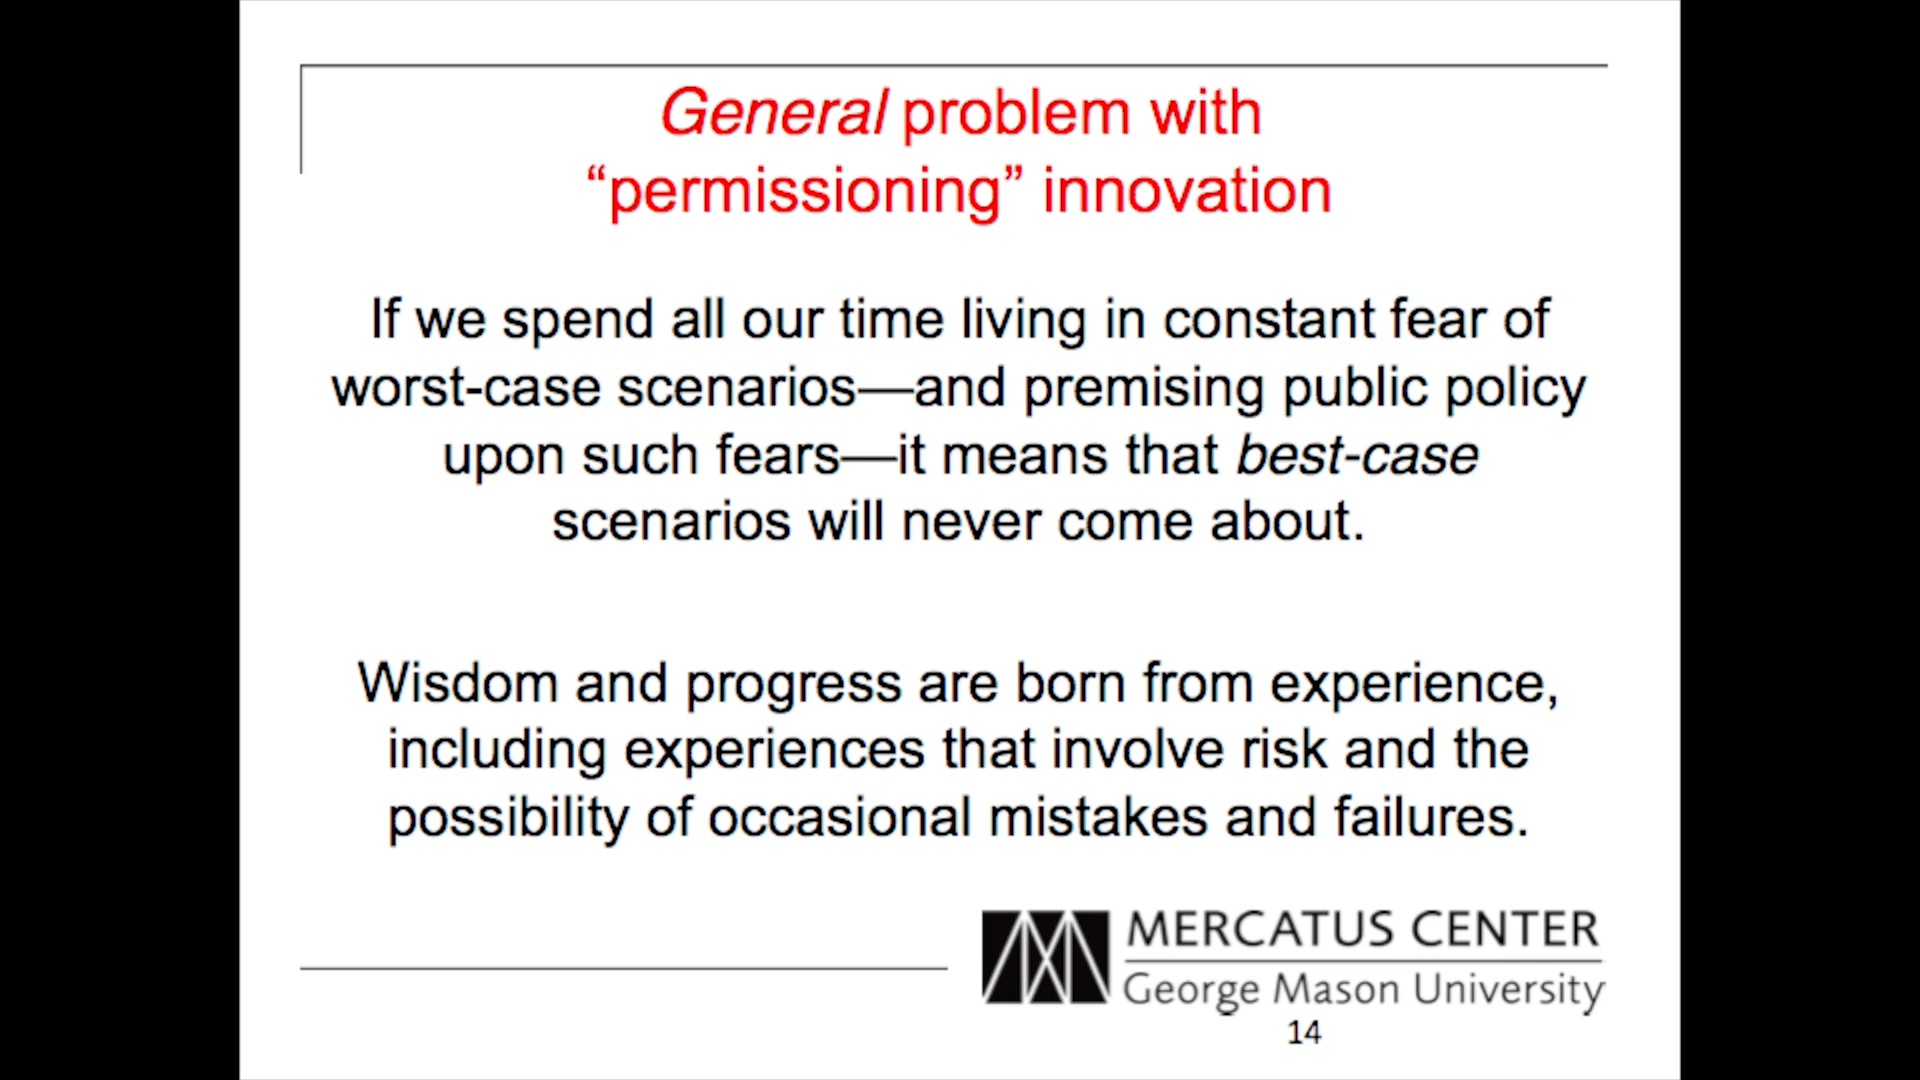 General problem with
“permissioning” innovation
If we spend all our time living in constant fear of
worst-case scenarios—and premising public policy
upon such fears—it means that best-case
scenarios will never come about.
Wisdom and progress are born from experience,
including experiences that involve risk and the
possibility of occasional mistakes and failures.
MERCATUS CENTER
George Mason University
14